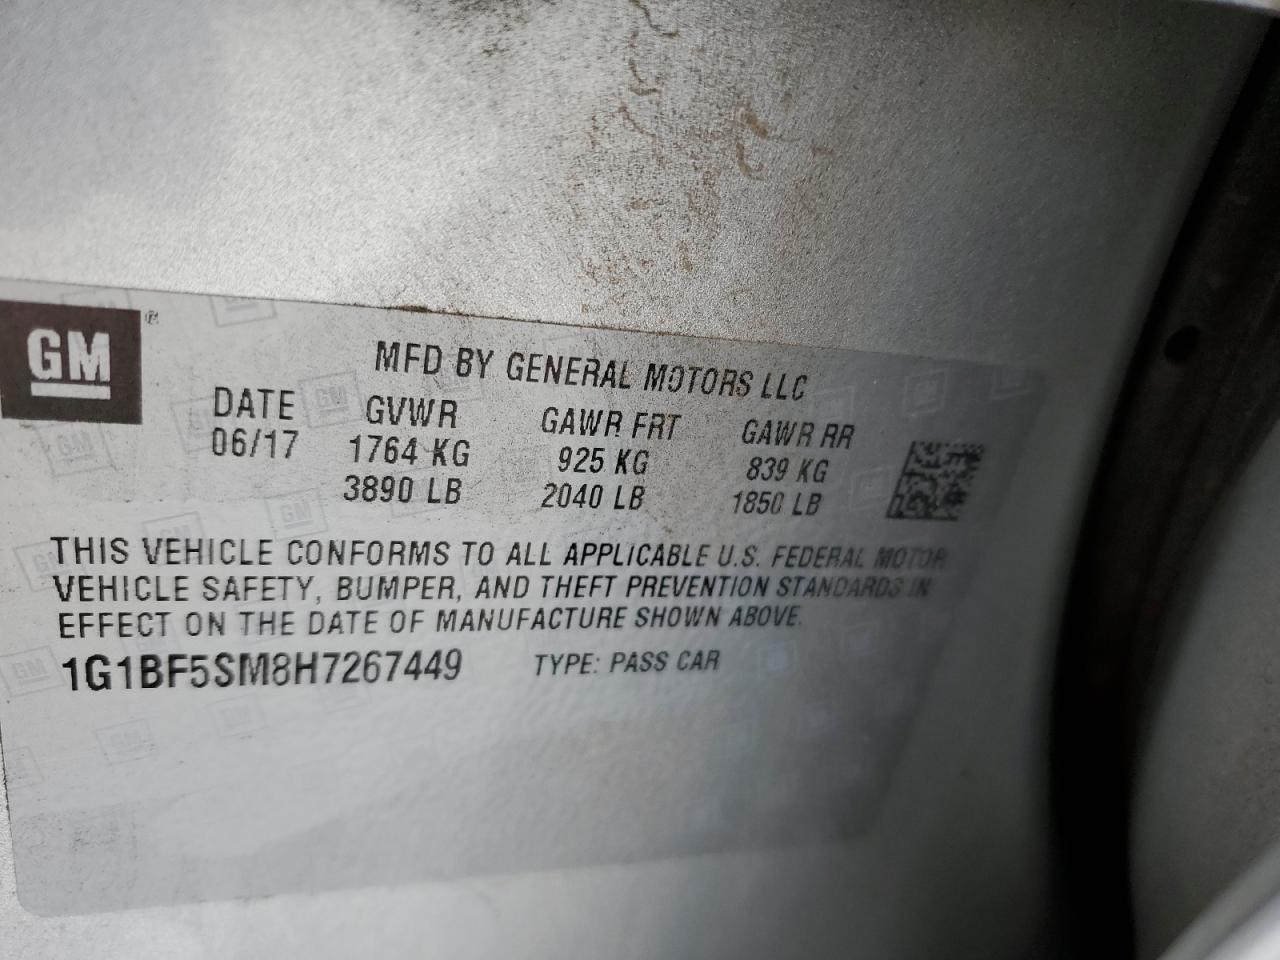 GM
MFD BY GENERAL MOTORS LLC
DATE GVWR GAWR FRT GAWR RR
06/17 1764 KG 925 KG 839 KG
3890 LB 2040 LB 1850 LB
THIS VEHICLE CONFORMS TO ALL APPLICABLE U.S. FEDERAL MOTOR
VEHICLE SAFETY, BUMPER, AND THEFT PREVENTION STANDARDS IN
EFFECT ON THE DATE OF MANUFACTURE SHOWN ABOVE.
1G1BF5SM8H7267449 TYPE: PASS CAR